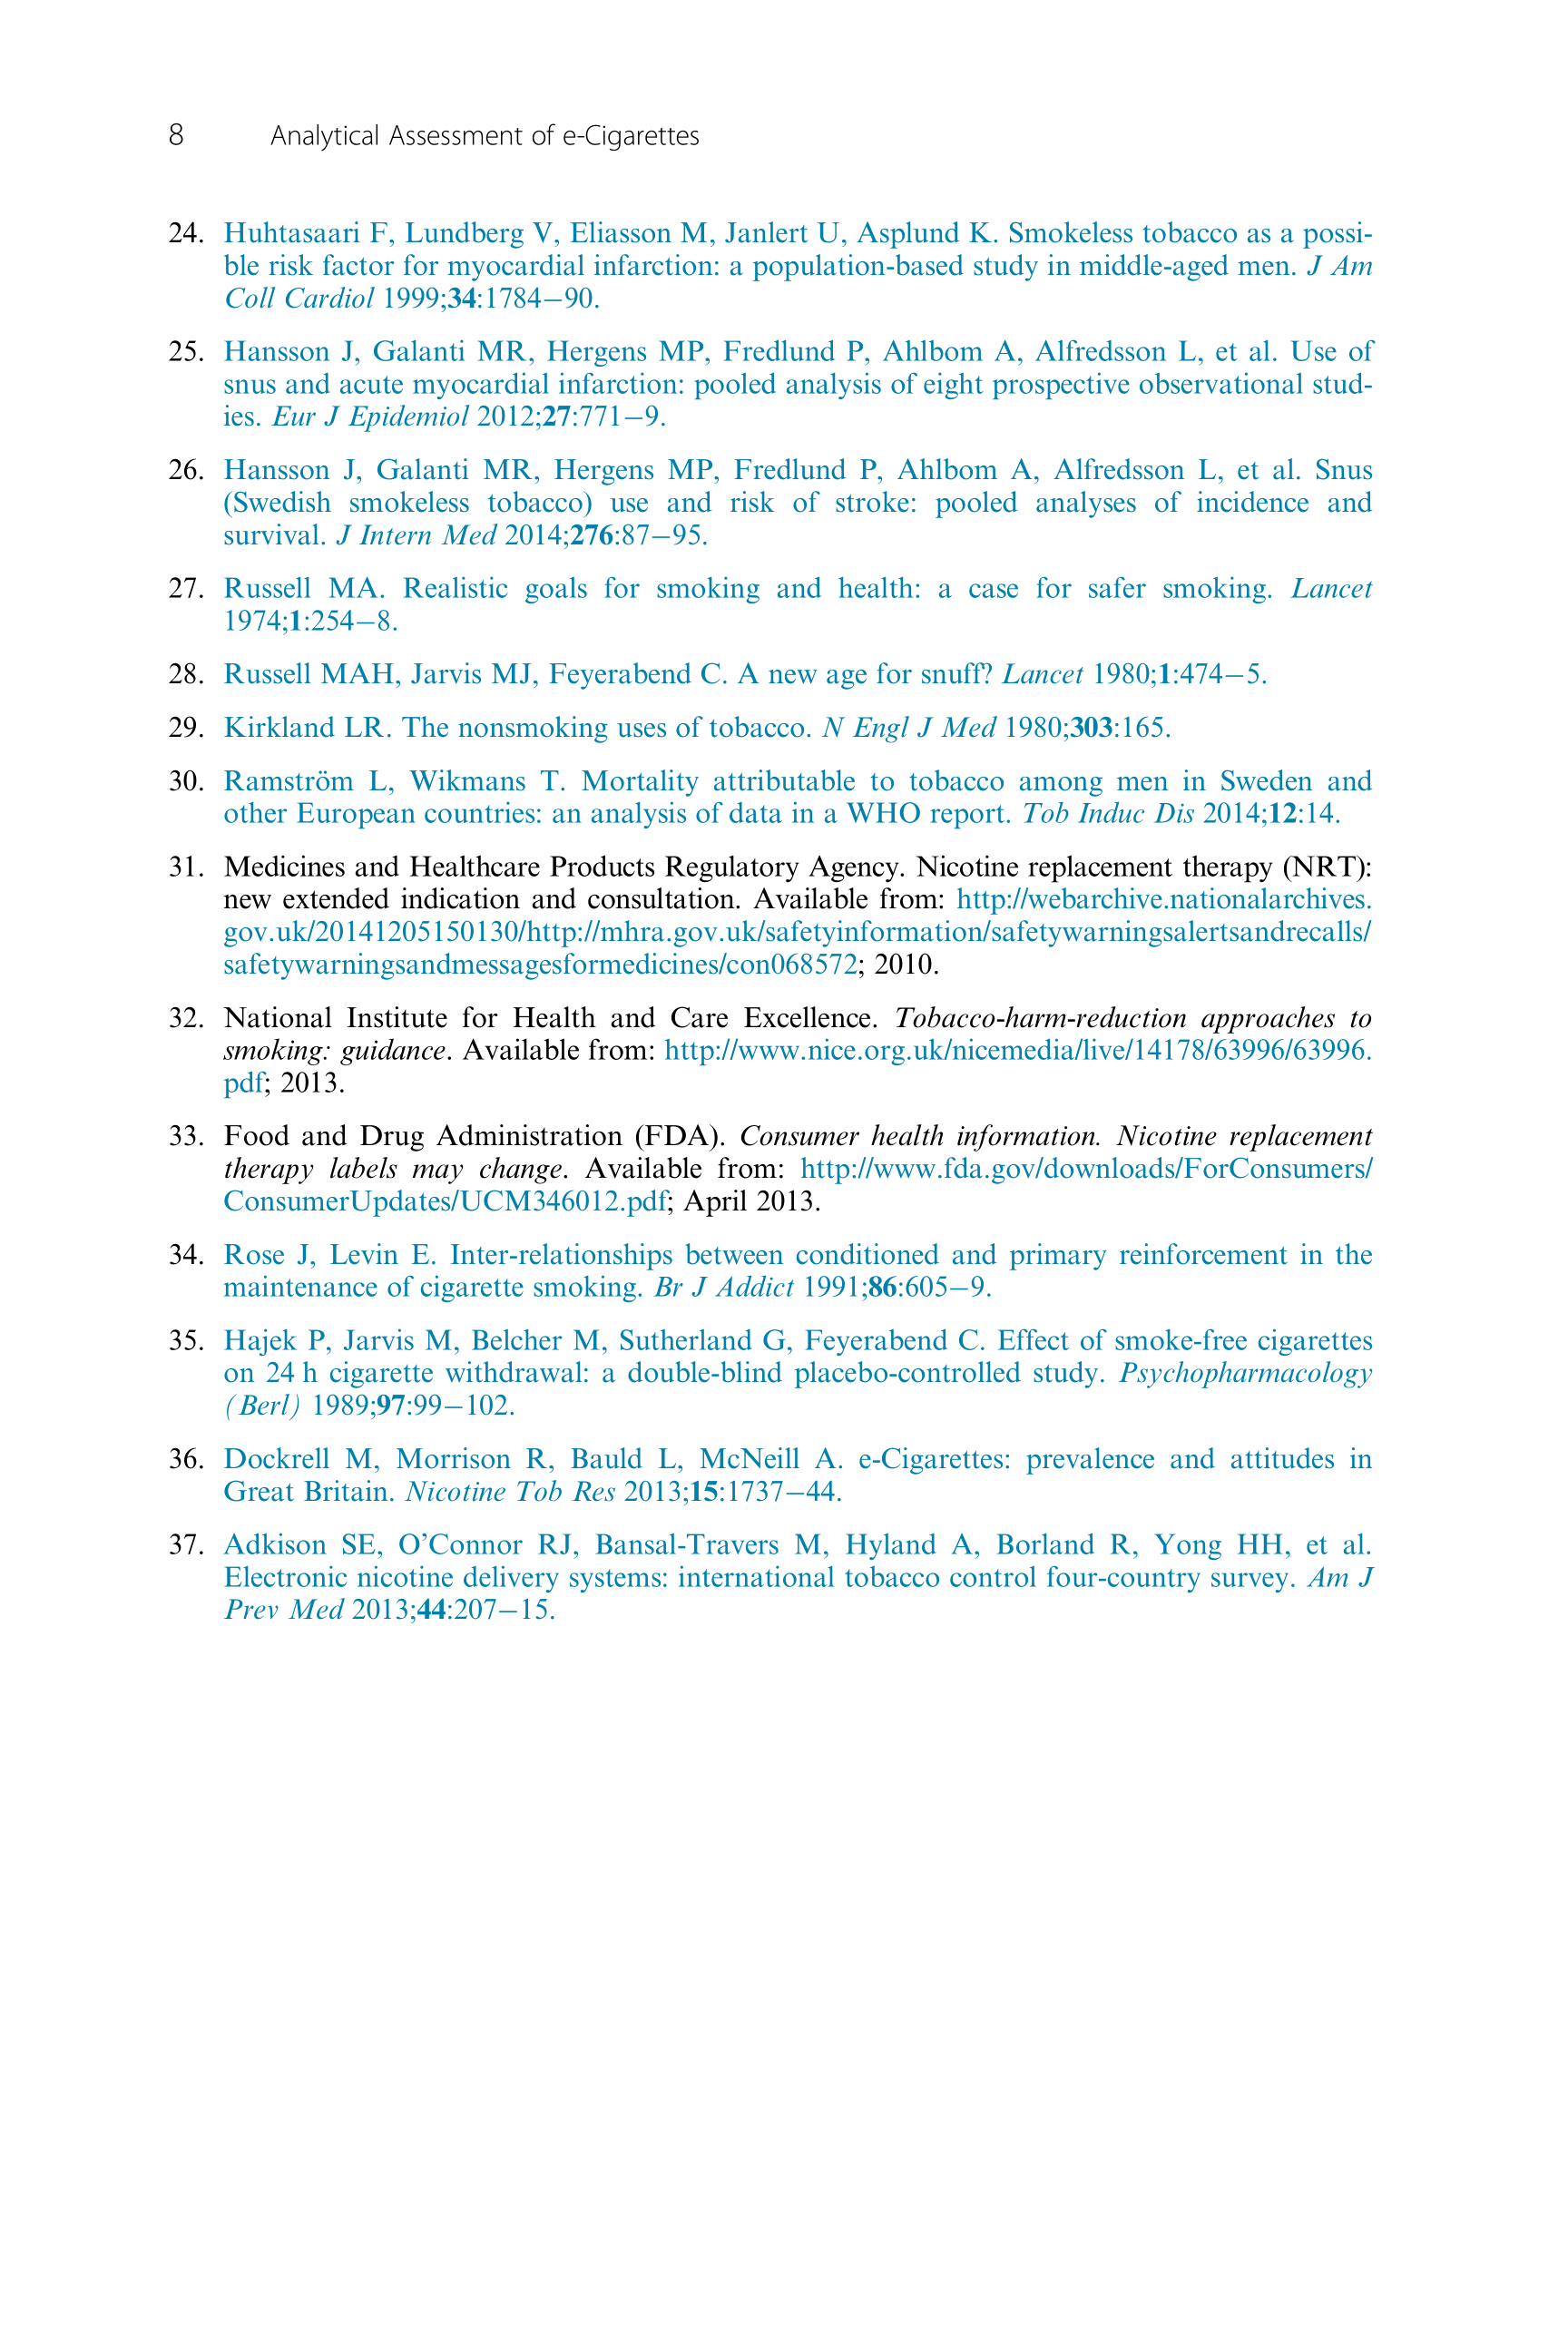 8 Analytical Assessment of e-Cigarettes
24. Huhtasaari F, Lundberg V, Eliasson M, Janlert U, Asplund K. Smokeless tobacco as a possi-
ble risk factor for myocardial infarction: a population-based study in middle-aged men. J Am
Coll Cardiol 1999;34:1784−90.
25. Hansson J, Galanti MR, Hergens MP, Fredlund P, Ahlbom A, Alfredsson L, et al. Use of
snus and acute myocardial infarction: pooled analysis of eight prospective observational stud-
ies. Eur J Epidemiol 2012;27:771−9.
26. Hansson J, Galanti MR, Hergens MP, Fredlund P, Ahlbom A, Alfredsson L, et al. Snus
(Swedish smokeless tobacco) use and risk of stroke: pooled analyses of incidence and
survival. J Intern Med 2014;276:87−95.
27. Russell MA. Realistic goals for smoking and health: a case for safer smoking. Lancet
1974;1:254−8.
28. Russell MAH, Jarvis MJ, Feyerabend C. A new age for snuff? Lancet 1980;1:474−5.
29. Kirkland LR. The nonsmoking uses of tobacco. N Engl J Med 1980;303:165.
30. Ramström L, Wikmans T. Mortality attributable to tobacco among men in Sweden and
other European countries: an analysis of data in a WHO report. Tob Induc Dis 2014;12:14.
31. Medicines and Healthcare Products Regulatory Agency. Nicotine replacement therapy (NRT):
new extended indication and consultation. Available from: http://webarchive.nationalarchives.
gov.uk/20141205150130/http://mhra.gov.uk/safetyinformation/safetywarningsalertsandrecalls/
safetywarningsandmessagesformedicines/con068572; 2010.
32. National Institute for Health and Care Excellence. Tobacco-harm-reduction approaches to
smoking: guidance. Available from: http://www.nice.org.uk/nicemedia/live/14178/63996/63996.
pdf; 2013.
33. Food and Drug Administration (FDA). Consumer health information. Nicotine replacement
therapy labels may change. Available from: http://www.fda.gov/downloads/ForConsumers/
ConsumerUpdates/UCM346012.pdf; April 2013.
34. Rose J, Levin E. Inter-relationships between conditioned and primary reinforcement in the
maintenance of cigarette smoking. Br J Addict 1991;86:605−9.
35. Hajek P, Jarvis M, Belcher M, Sutherland G, Feyerabend C. Effect of smoke-free cigarettes
on 24 h cigarette withdrawal: a double-blind placebo-controlled study. Psychopharmacology
(Berl) 1989;97:99−102.
36. Dockrell M, Morrison R, Bauld L, McNeill A. e-Cigarettes: prevalence and attitudes in
Great Britain. Nicotine Tob Res 2013;15:1737−44.
37. Adkison SE, O’Connor RJ, Bansal-Travers M, Hyland A, Borland R, Yong HH, et al.
Electronic nicotine delivery systems: international tobacco control four-country survey. Am J
Prev Med 2013;44:207−15.